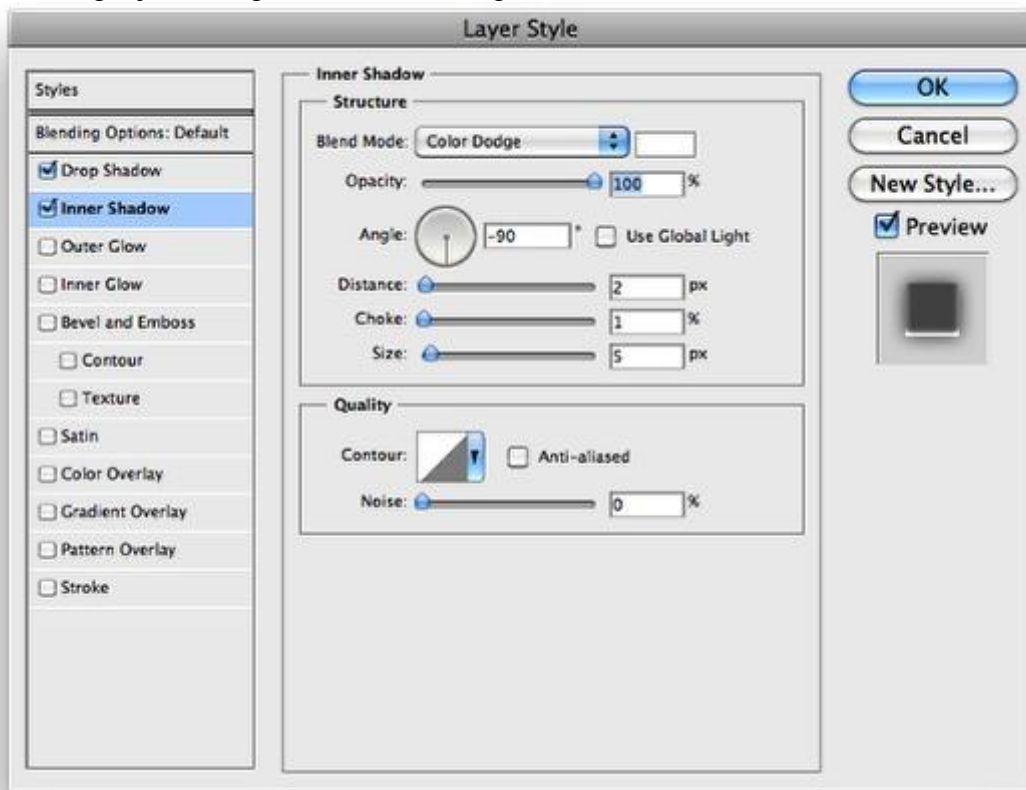 Layer Style
Styles
Blending Options: Default
Drop Shadow
Inner Shadow
Outer Glow
Inner Glow
Bevel and Emboss
Contour
Texture
Satin
Color Overlay
Gradient Overlay
Pattern Overlay
Stroke
Inner Shadow
Structure
Blend Mode: Color Dodge
Opacity: 100 %
Angle: -90 ° Use Global Light
Distance: 2 px
Choke: 1 %
Size: 5 px
Quality
Contour: Anti-aliased
Noise: 0 %
OK
Cancel
New Style...
Preview